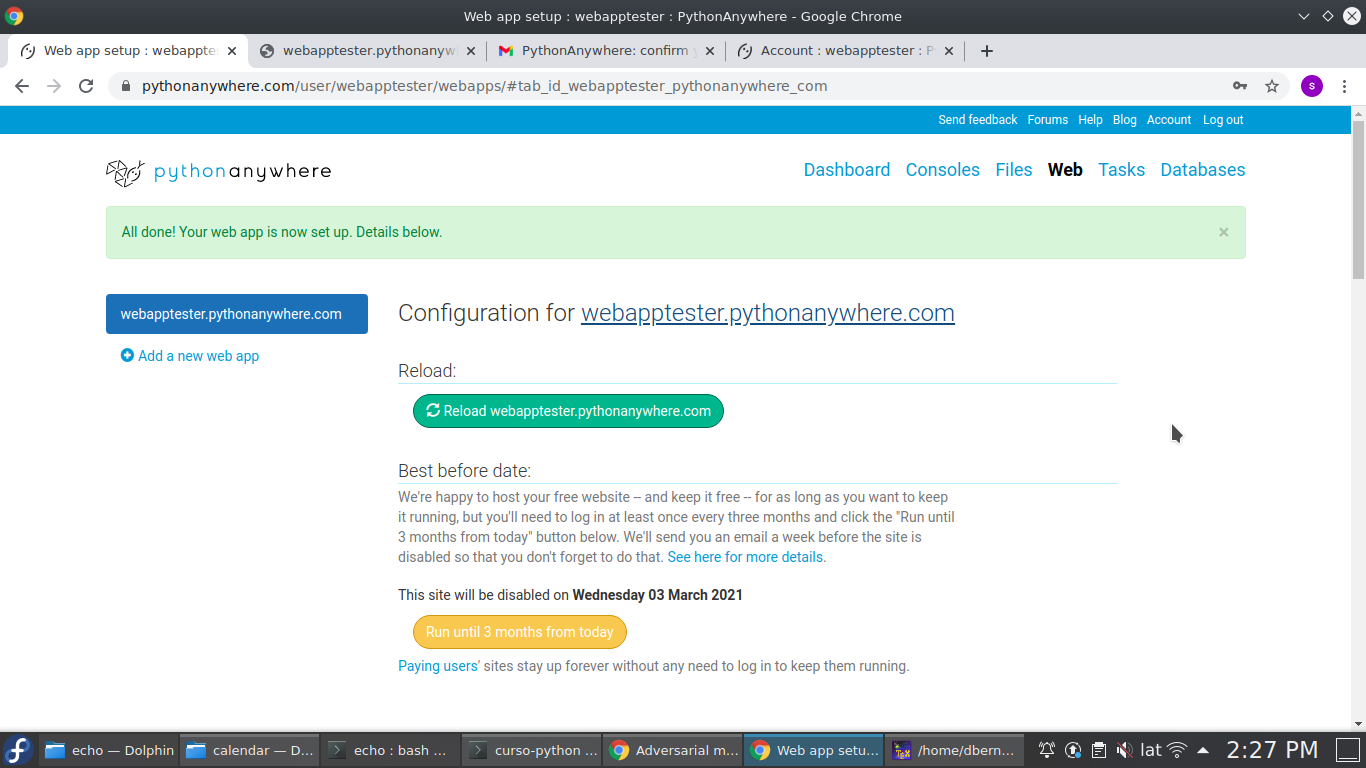 Web app setup : webapptester : PythonAnywhere - Google Chrome
Web app setup : webappte
webapptester.pythonanyw
PythonAnywhere: confirm
Account : webapptester : P
pythonanywhere.com/user/webapptester/webapps/#tab_id_webapptester_pythonanywhere_com
s
Send feedback Forums Help Blog Account Log out
pythonanywhere
Dashboard Consoles Files Web Tasks Databases
All done! Your web app is now set up. Details below.
×
webapptester.pythonanywhere.com
Add a new web app
Configuration for webapptester.pythonanywhere.com
Reload:
Reload webapptester.pythonanywhere.com
Best before date:
We're happy to host your free website -- and keep it free -- for as long as you want to keep
it running, but you'll need to log in at least once every three months and click the "Run until
3 months from today" button below. We'll send you an email a week before the site is
disabled so that you don't forget to do that. See here for more details.
This site will be disabled on Wednesday 03 March 2021
Run until 3 months from today
Paying users' sites stay up forever without any need to log in to keep them running.
echo — Dolphin
calendar — D...
echo : bash ...
curso-python ...
Adversarial m...
Web app setu...
/home/dbern...
lat
2:27 PM